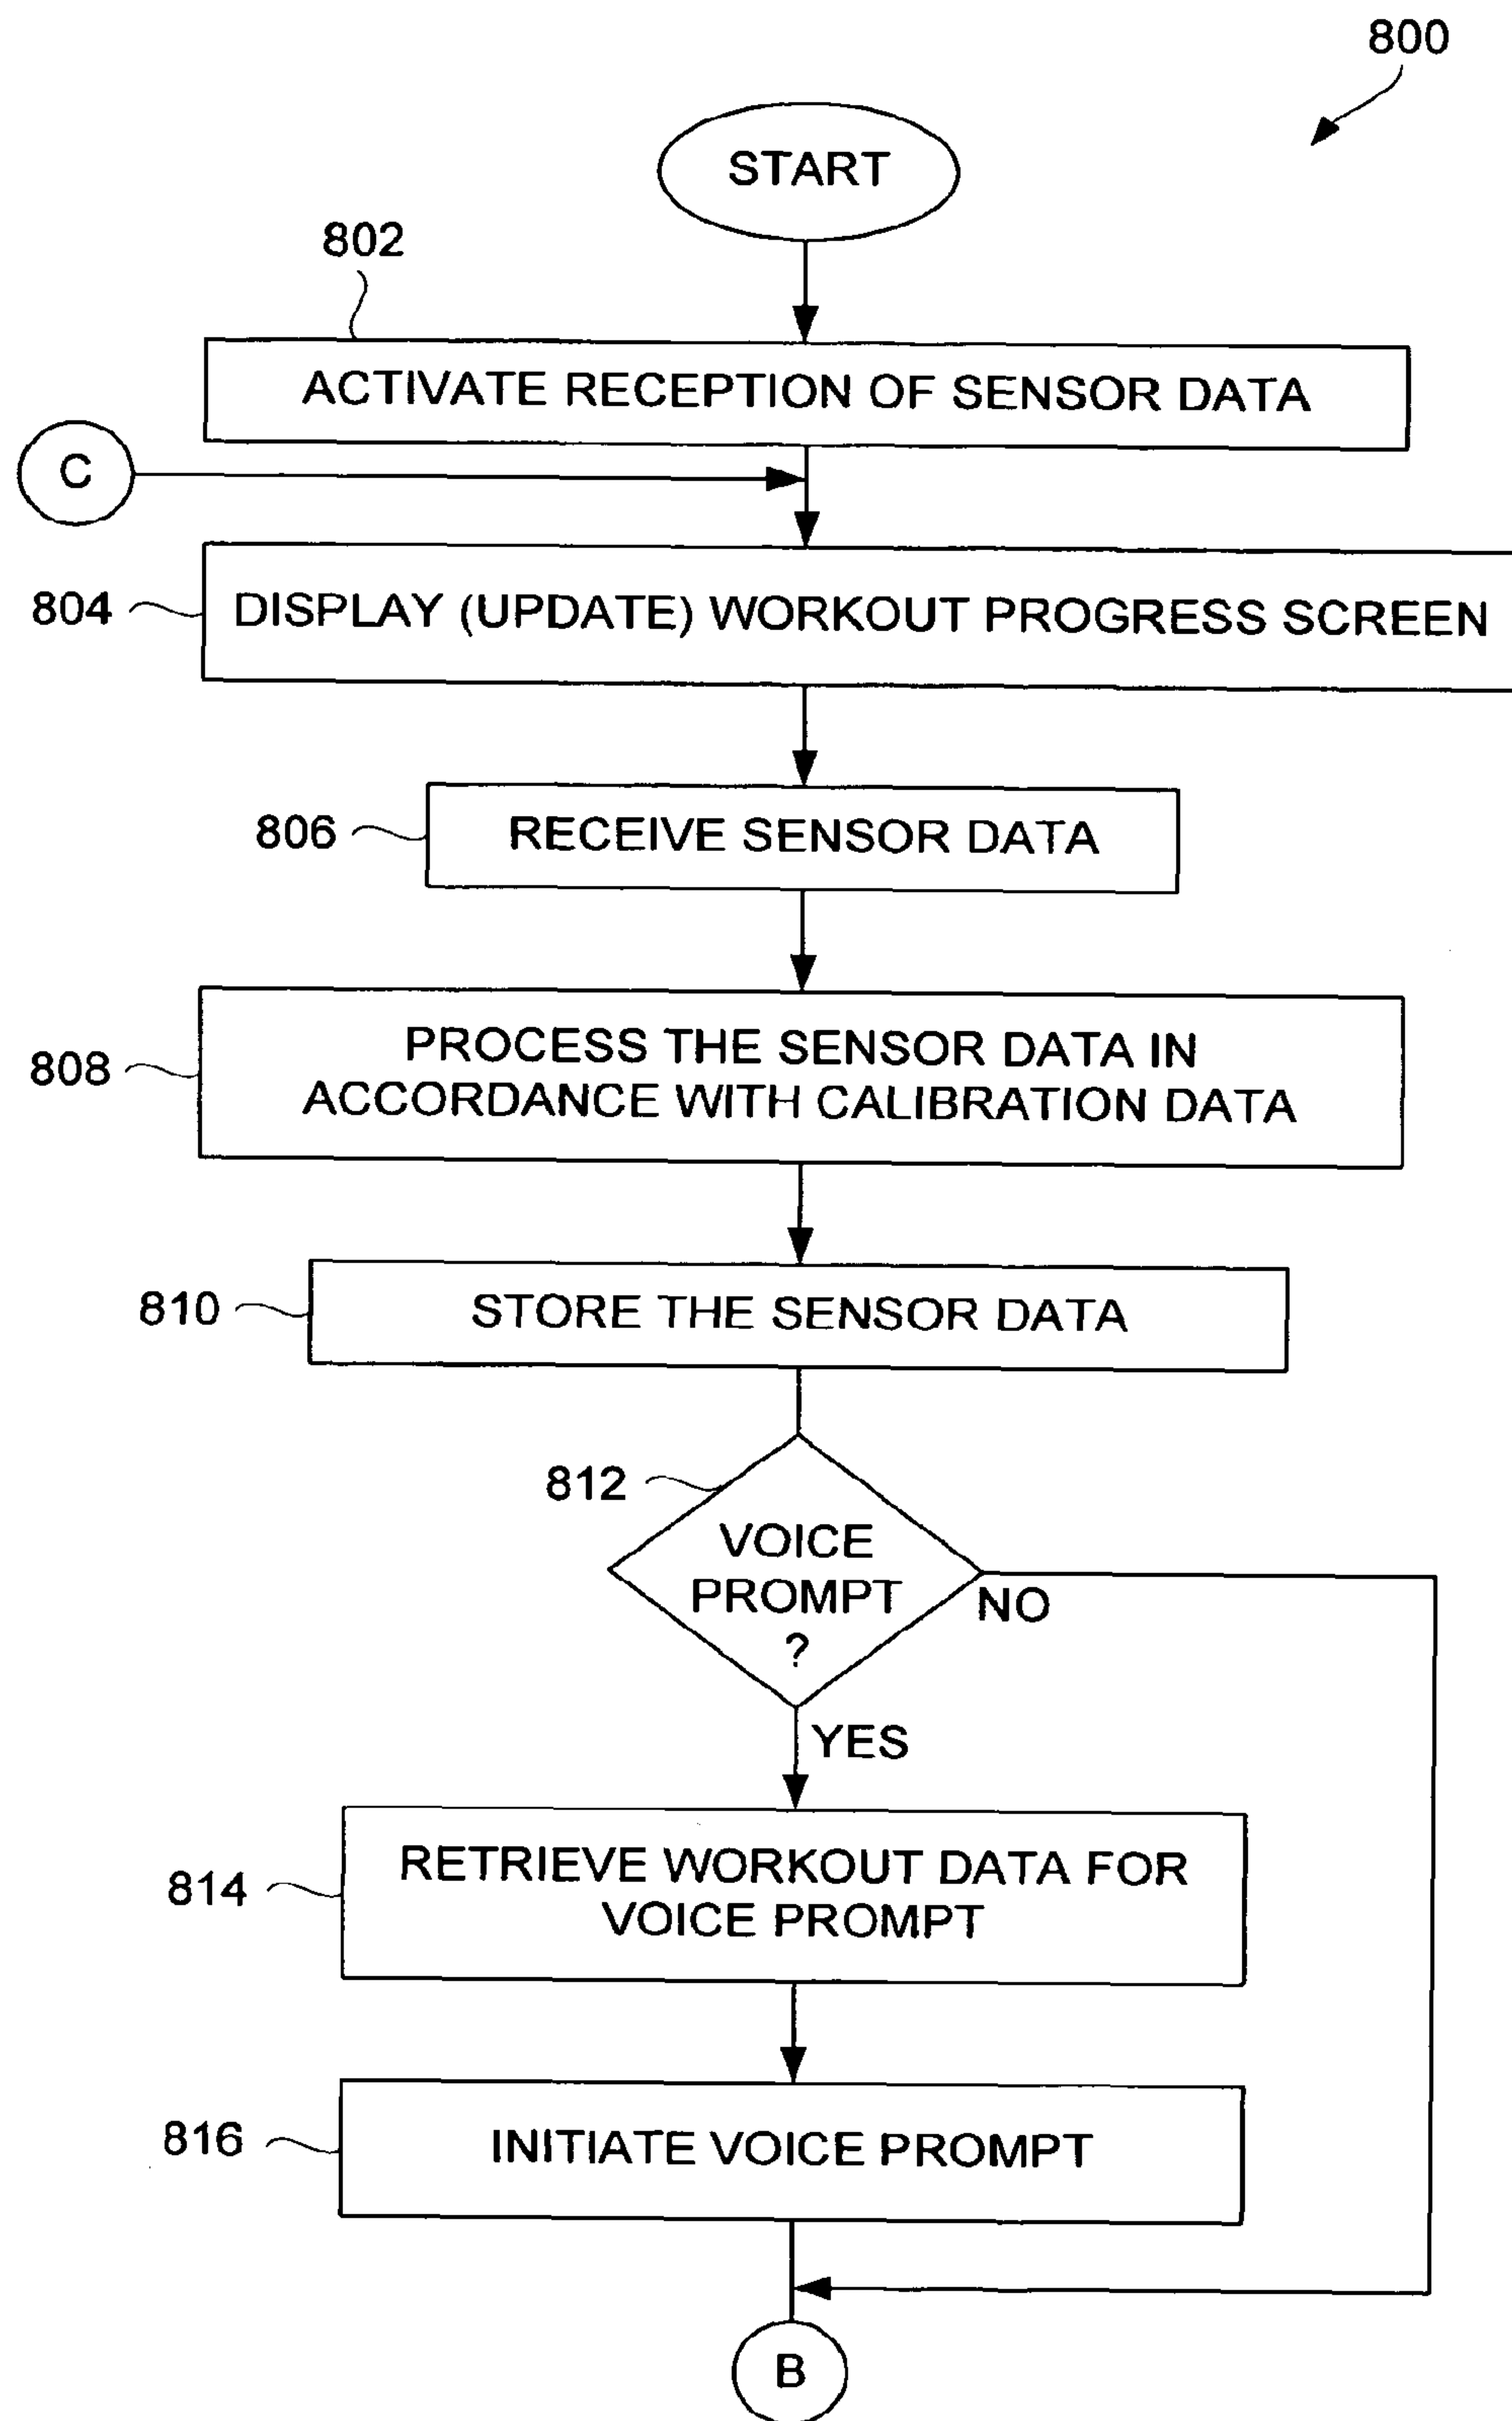 800
START
802
ACTIVATE RECEPTION OF SENSOR DATA
C
804
DISPLAY (UPDATE) WORKOUT PROGRESS SCREEN
806
RECEIVE SENSOR DATA
808
PROCESS THE SENSOR DATA IN
ACCORDANCE WITH CALIBRATION DATA
810
STORE THE SENSOR DATA
812
VOICE
PROMPT
?
NO
YES
814
RETRIEVE WORKOUT DATA FOR
VOICE PROMPT
816
INITIATE VOICE PROMPT
B